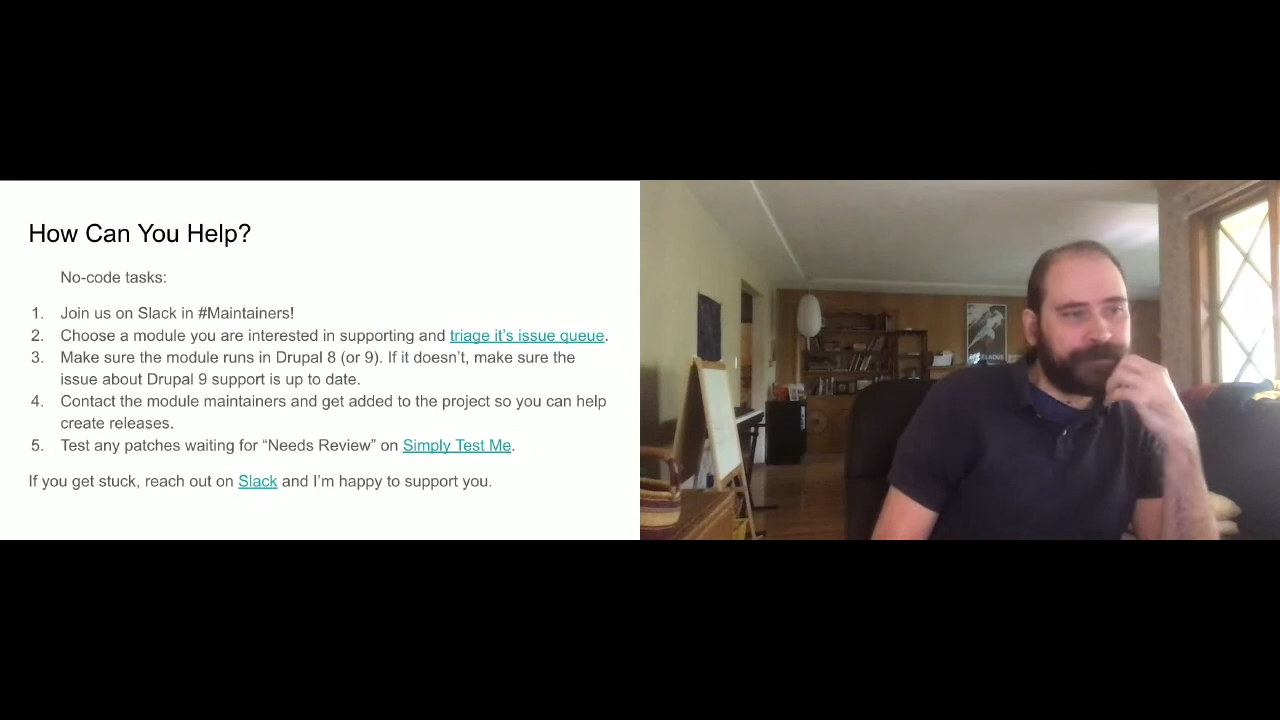 How Can You Help?
No-code tasks:
1. Join us on Slack in #Maintainers!
2. Choose a module you are interested in supporting and triage it's issue queue.
3. Make sure the module runs in Drupal 8 (or 9). If it doesn't, make sure the
issue about Drupal 9 support is up to date.
4. Contact the module maintainers and get added to the project so you can help
create releases.
5. Test any patches waiting for “Needs Review” on Simply Test Me.
If you get stuck, reach out on Slack and I'm happy to support you.